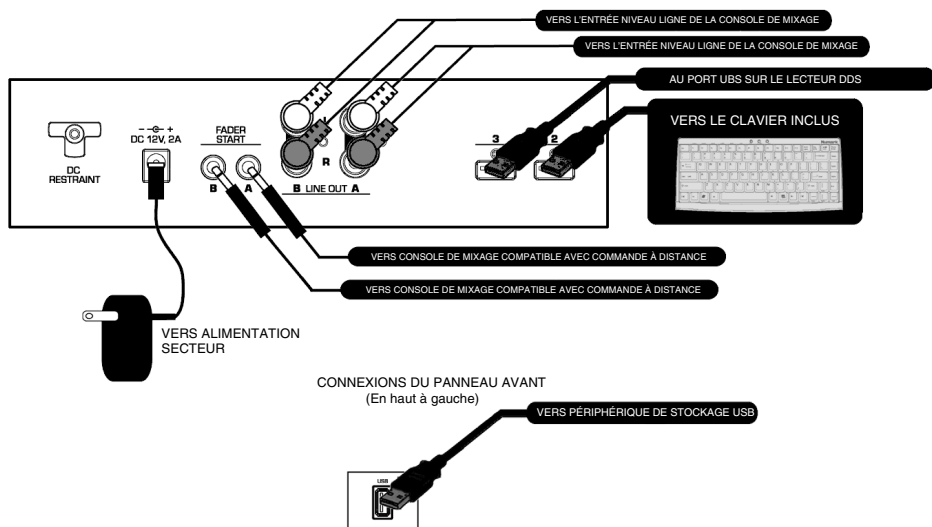 VERS L'ENTRÉE NIVEAU LIGNE DE LA CONSOLE DE MIXAGE
VERS L'ENTRÉE NIVEAU LIGNE DE LA CONSOLE DE MIXAGE
AU PORT UBS SUR LE LECTEUR DDS
VERS LE CLAVIER INCLUS
DC
RESTRAINT
DC 12V, 2A
FADER
START
B
A
R
B LINE OUT A
3
2
VERS CONSOLE DE MIXAGE COMPATIBLE AVEC COMMANDE À DISTANCE
VERS CONSOLE DE MIXAGE COMPATIBLE AVEC COMMANDE À DISTANCE
VERS ALIMENTATION
SECTEUR
CONNEXIONS DU PANNEAU AVANT
(En haut à gauche)
VERS PÉRIPHÉRIQUE DE STOCKAGE USB
USB